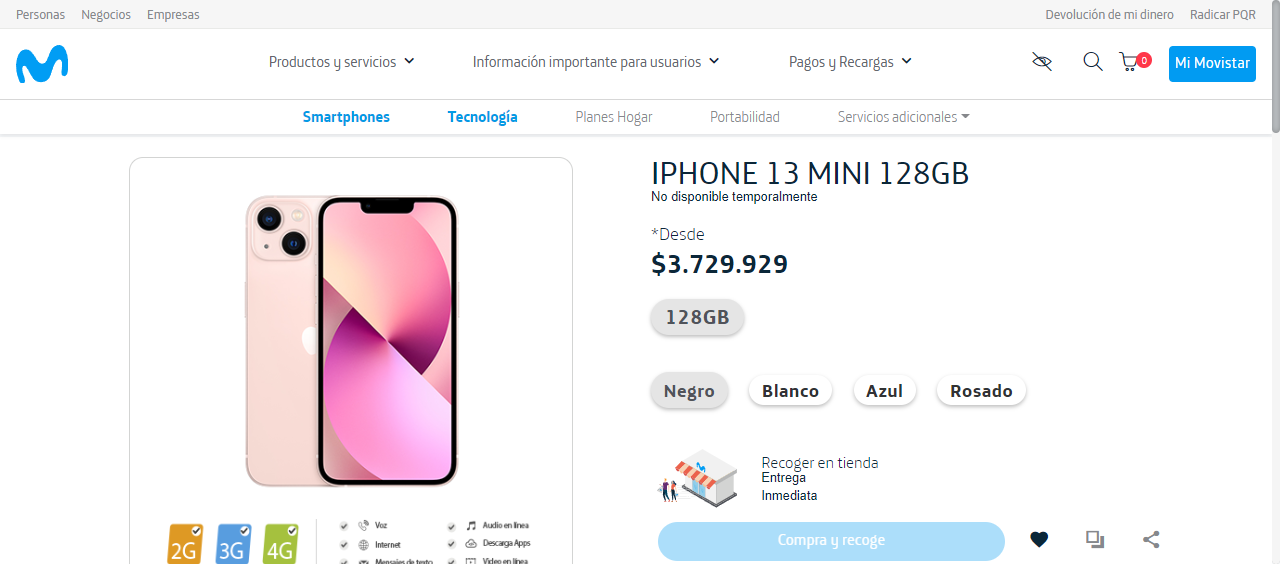 Personas Negocios Empresas Devolución de mi dinero Radicar PQR
Productos y servicios Información importante para usuarios Pagos y Recargas 0 Mi Movistar
Smartphones Tecnología Planes Hogar Portabilidad Servicios adicionales
IPHONE 13 MINI 128GB
No disponible temporalmente
*Desde
$3.729.929
128GB
Negro Blanco Azul Rosado
Recoger en tienda
Entrega
Inmediata
Compra y recoge
2G 3G 4G
Voz Audio en línea
Internet Descarga Apps
Mensajes de texto Video en línea